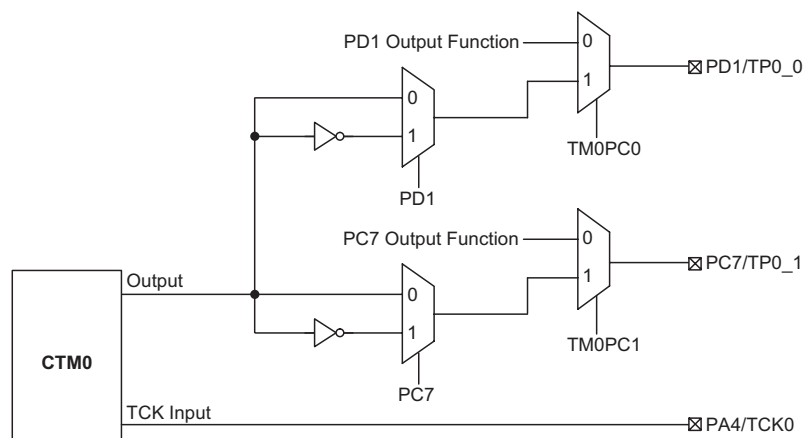 PD1 Output Function
0
1
PD1/TP0_0
TM0PC0
0
1
PD1
PC7 Output Function
0
1
PC7/TP0_1
TM0PC1
Output
0
1
PC7
CTM0
TCK Input
PA4/TCK0